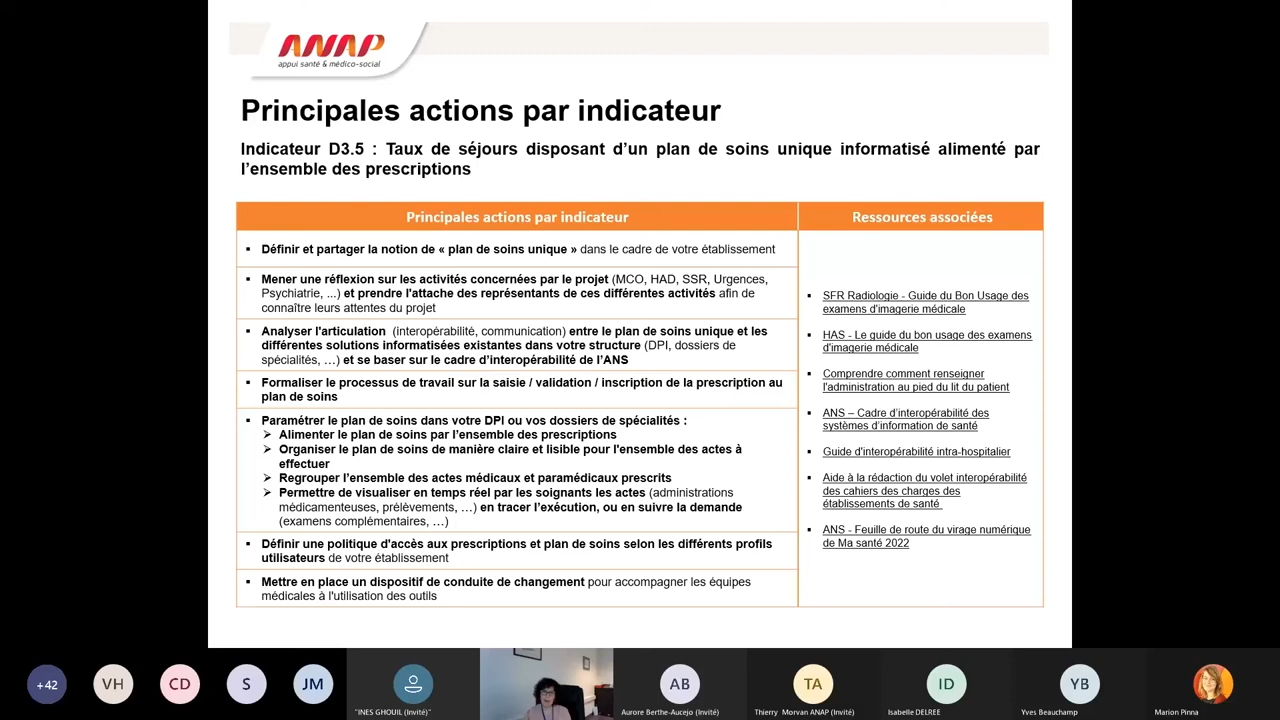 ANAP
appui santé & médico-social
Principales actions par indicateur
Indicateur D3.5 : Taux de séjours disposant d’un plan de soins unique informatisé alimenté par
l’ensemble des prescriptions
Principales actions par indicateur
Ressources associées
▪ Définir et partager la notion de « plan de soins unique » dans le cadre de votre établissement
▪ Mener une réflexion sur les activités concernées par le projet (MCO, HAD, SSR, Urgences,
Psychiatrie, ...) et prendre l'attache des représentants de ces différentes activités afin de
connaître leurs attentes du projet
▪ Analyser l'articulation (interopérabilité, communication) entre le plan de soins unique et les
différentes solutions informatisées existantes dans votre structure (DPI, dossiers de
spécialités, …) et se baser sur le cadre d’interopérabilité de l’ANS
▪ Formaliser le processus de travail sur la saisie / validation / inscription de la prescription au
plan de soins
▪ Paramétrer le plan de soins dans votre DPI ou vos dossiers de spécialités :
➢ Alimenter le plan de soins par l’ensemble des prescriptions
➢ Organiser le plan de soins de manière claire et lisible pour l'ensemble des actes à
effectuer
➢ Regrouper l’ensemble des actes médicaux et paramédicaux prescrits
➢ Permettre de visualiser en temps réel par les soignants les actes (administrations
médicamenteuses, prélèvements, …) en tracer l’exécution, ou en suivre la demande
(examens complémentaires, …)
▪ Définir une politique d'accès aux prescriptions et plan de soins selon les différents profils
utilisateurs de votre établissement
▪ Mettre en place un dispositif de conduite de changement pour accompagner les équipes
médicales à l'utilisation des outils
▪ SFR Radiologie - Guide du Bon Usage des
examens d'imagerie médicale
▪ HAS - Le guide du bon usage des examens
d'imagerie médicale
▪ Comprendre comment renseigner
l'administration au pied du lit du patient
▪ ANS – Cadre d’interopérabilité des
systèmes d’information de santé
▪ Guide d'interopérabilité intra-hospitalier
▪ Aide à la rédaction du volet interopérabilité
des cahiers des charges des
établissements de santé
▪ ANS - Feuille de route du virage numérique
de Ma santé 2022
+42
VH
CD
S
JM
AB
TA
ID
YB
"INES GHOUIL (Invité)"
Aurore Berthe-Aucejo (Invité)
Thierry Morvan ANAP (Invité)
Isabelle DELREE
Yves Beauchamp
Marion Pinna